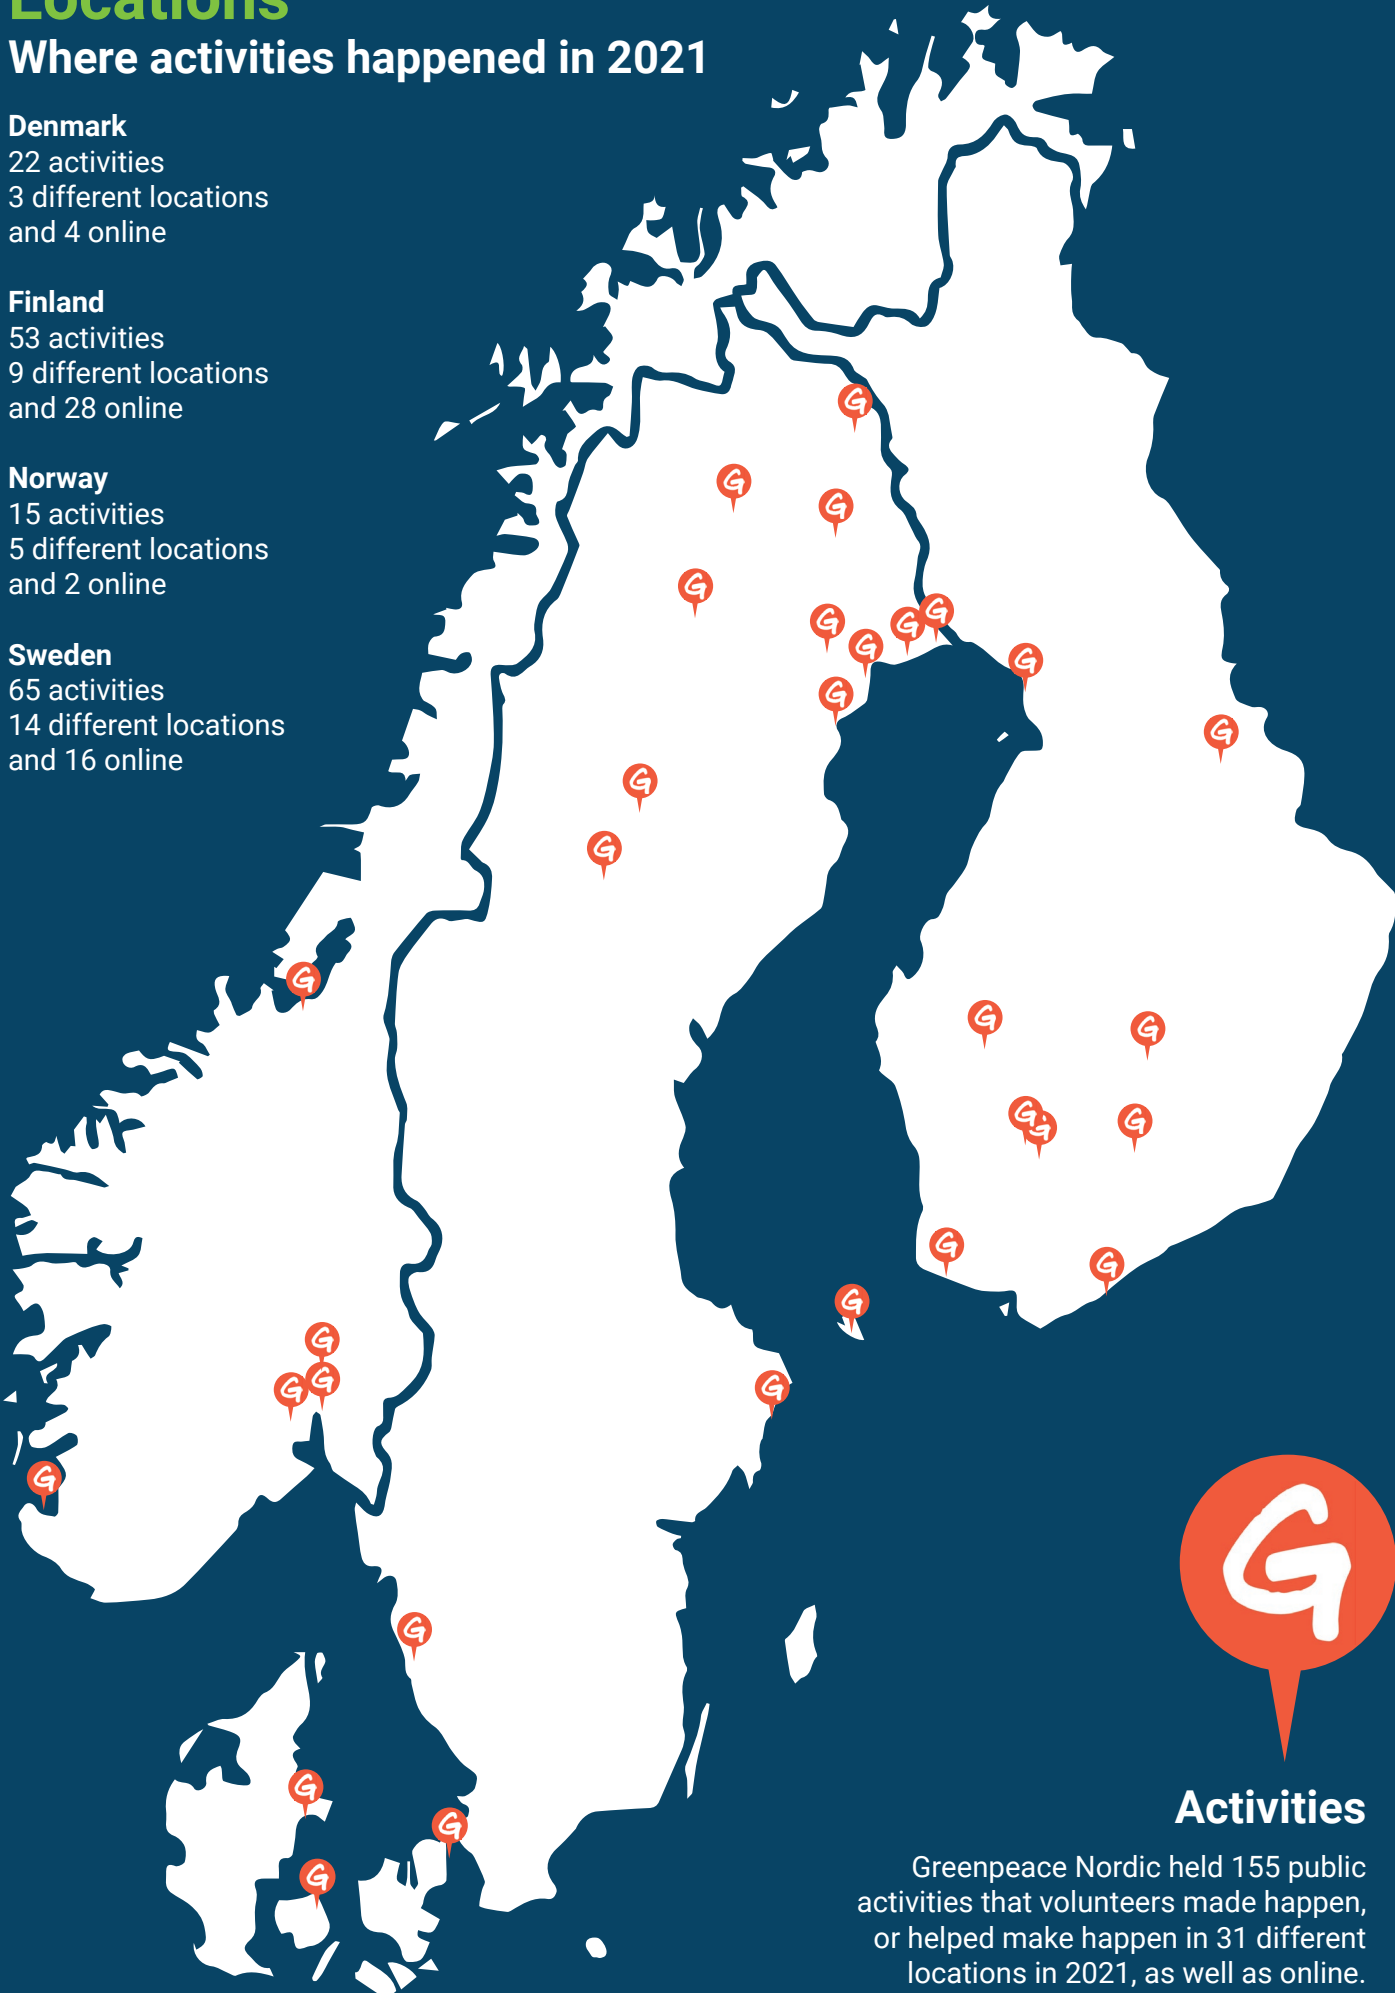 Locations
Where activities happened in 2021
Denmark
22 activities
3 different locations
and 4 online
Finland
53 activities
9 different locations
and 28 online
Norway
15 activities
5 different locations
and 2 online
Sweden
65 activities
14 different locations
and 16 online
Activities
Greenpeace Nordic held 155 public
activities that volunteers made happen,
or helped make happen in 31 different
locations in 2021, as well as online.